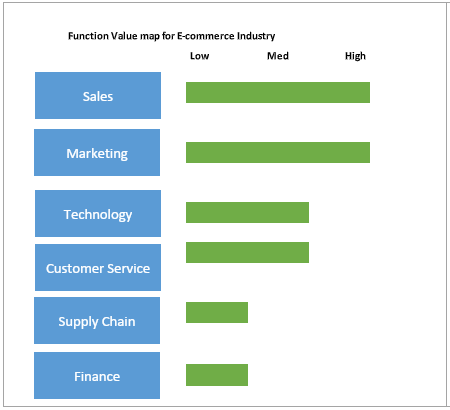 Function Value map for E-commerce Industry
Low Med High
Sales
Marketing
Technology
Customer Service
Supply Chain
Finance